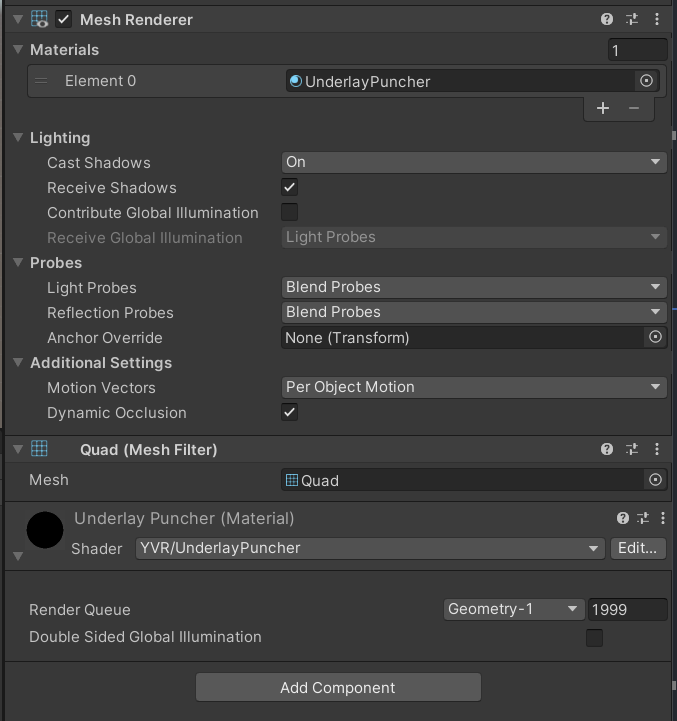 Mesh Renderer
Materials 1
Element 0 UnderlayPuncher
Lighting
Cast Shadows On
Receive Shadows
Contribute Global Illumination
Receive Global Illumination Light Probes
Probes
Light Probes Blend Probes
Reflection Probes Blend Probes
Anchor Override None (Transform)
Additional Settings
Motion Vectors Per Object Motion
Dynamic Occlusion
Quad (Mesh Filter)
Mesh Quad
Underlay Puncher (Material)
Shader YVR/UnderlayPuncher Edit...
Render Queue Geometry-1 1999
Double Sided Global Illumination
Add Component